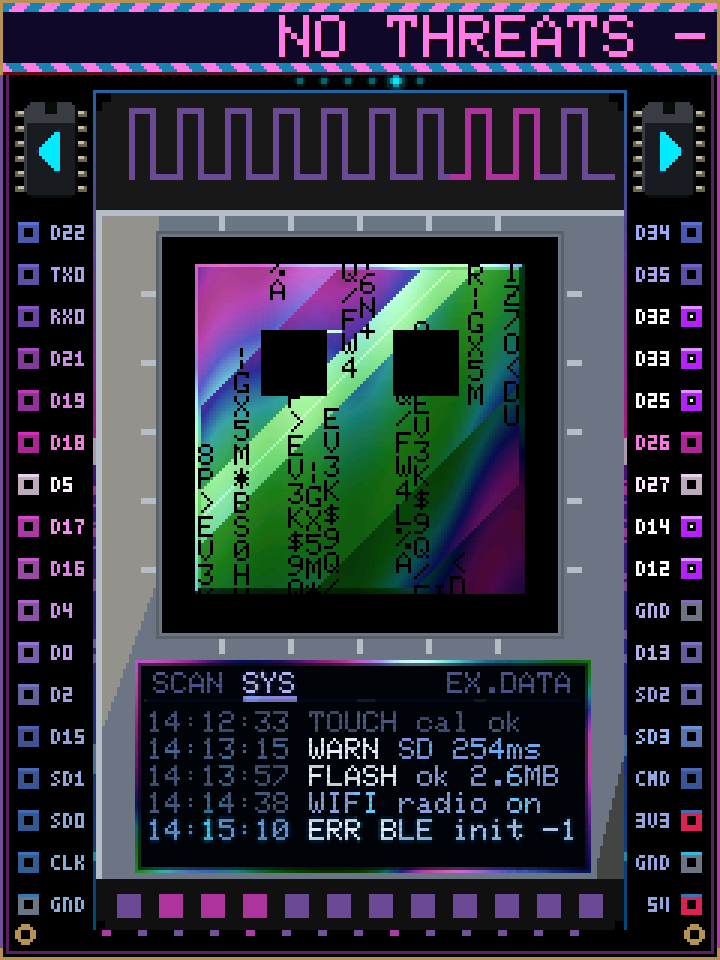 NO THREATS -
D22
TX0
RX0
D21
D19
D18
D5
D17
D16
D4
D0
D2
D15
SD1
SD0
CLK
GND
D34
D35
D32
D33
D25
D26
D27
D14
D12
GND
D13
SD2
SD3
CMD
3V3
GND
5V
SCAN SYS EX.DATA
14:12:33 TOUCH cal ok
14:13:15 WARN SD 254ms
14:13:57 FLASH ok 2.6MB
14:14:38 WIFI radio on
14:15:10 ERR BLE init -1